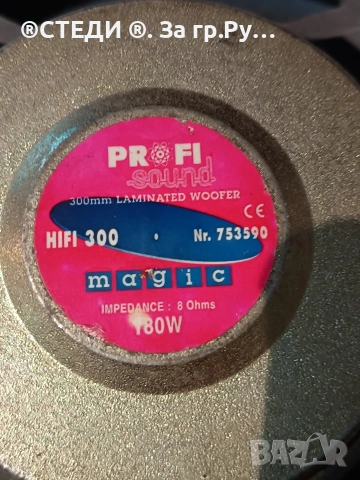 ®СТЕДИ ®. За гр.Ру...
PROFI
sound
300mm LAMINATED WOOFER
CE
HIFI 300 Nr. 753590
magic
IMPEDANCE : 8 Ohms
180W
BAZAR